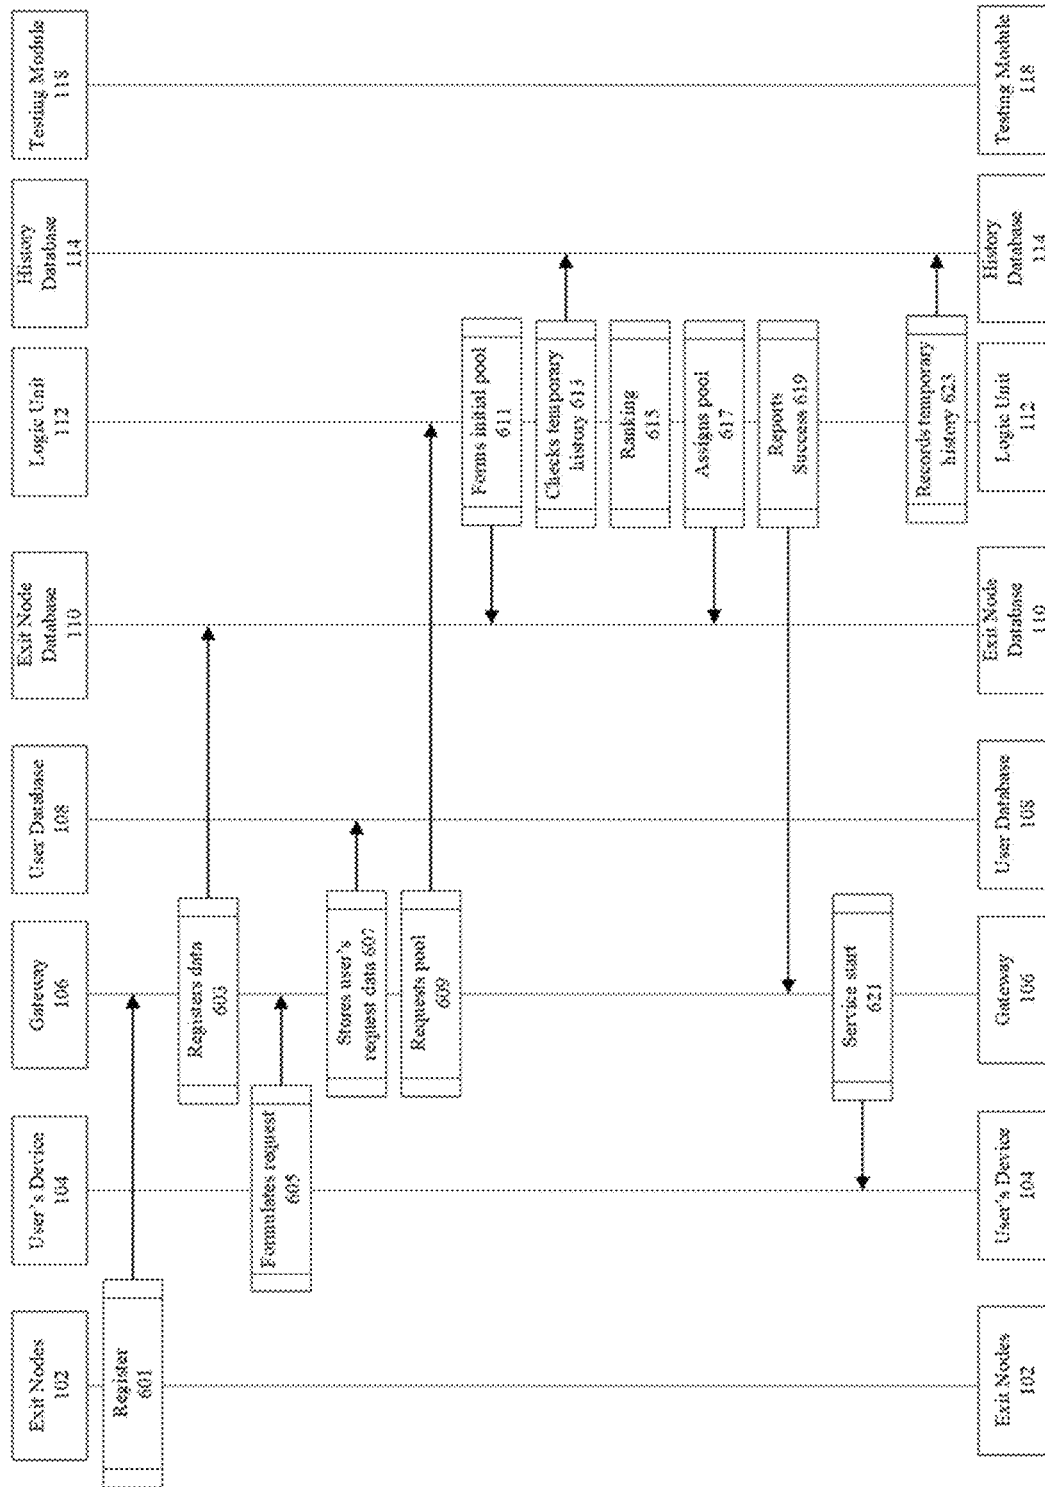 Exit Nodes
102
User's Device
104
Gateway
106
User Database
108
Exit Node
Database
110
Logic Unit
112
History
Database
114
Testing Module
118
Register
601
Registers data
603
Formulates request
605
Stores user's
request data 607
Requests pool
609
Forms initial pool
611
Checks temporary
history 613
Ranking
615
Assigns pool
617
Reports
Success 619
Service start
621
Records temporary
history 623
Exit Nodes
102
User's Device
104
Gateway
106
User Database
108
Exit Node
Database
110
Logic Unit
112
History
Database
114
Testing Module
118